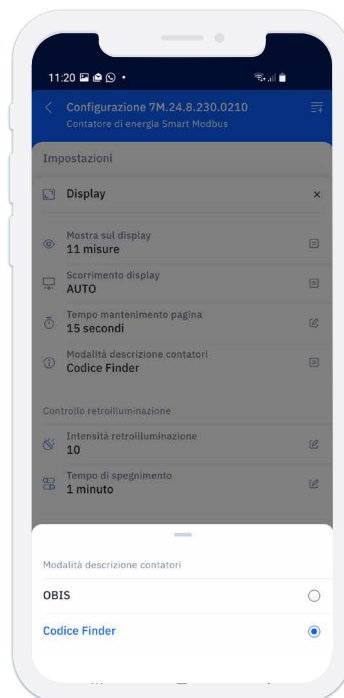 11:20
Configurazione 7M.24.8.230.0210
Contatore di energia Smart Modbus
Impostazioni
Display
Mostra sul display
11 misure
Scorrimento display
AUTO
Tempo mantenimento pagina
15 secondi
Modalità descrizione contatori
Codice Finder
Controllo retroilluminazione
Intensità retroilluminazione
10
Tempo di spegnimento
1 minuto
Modalità descrizione contatori
OBIS
Codice Finder